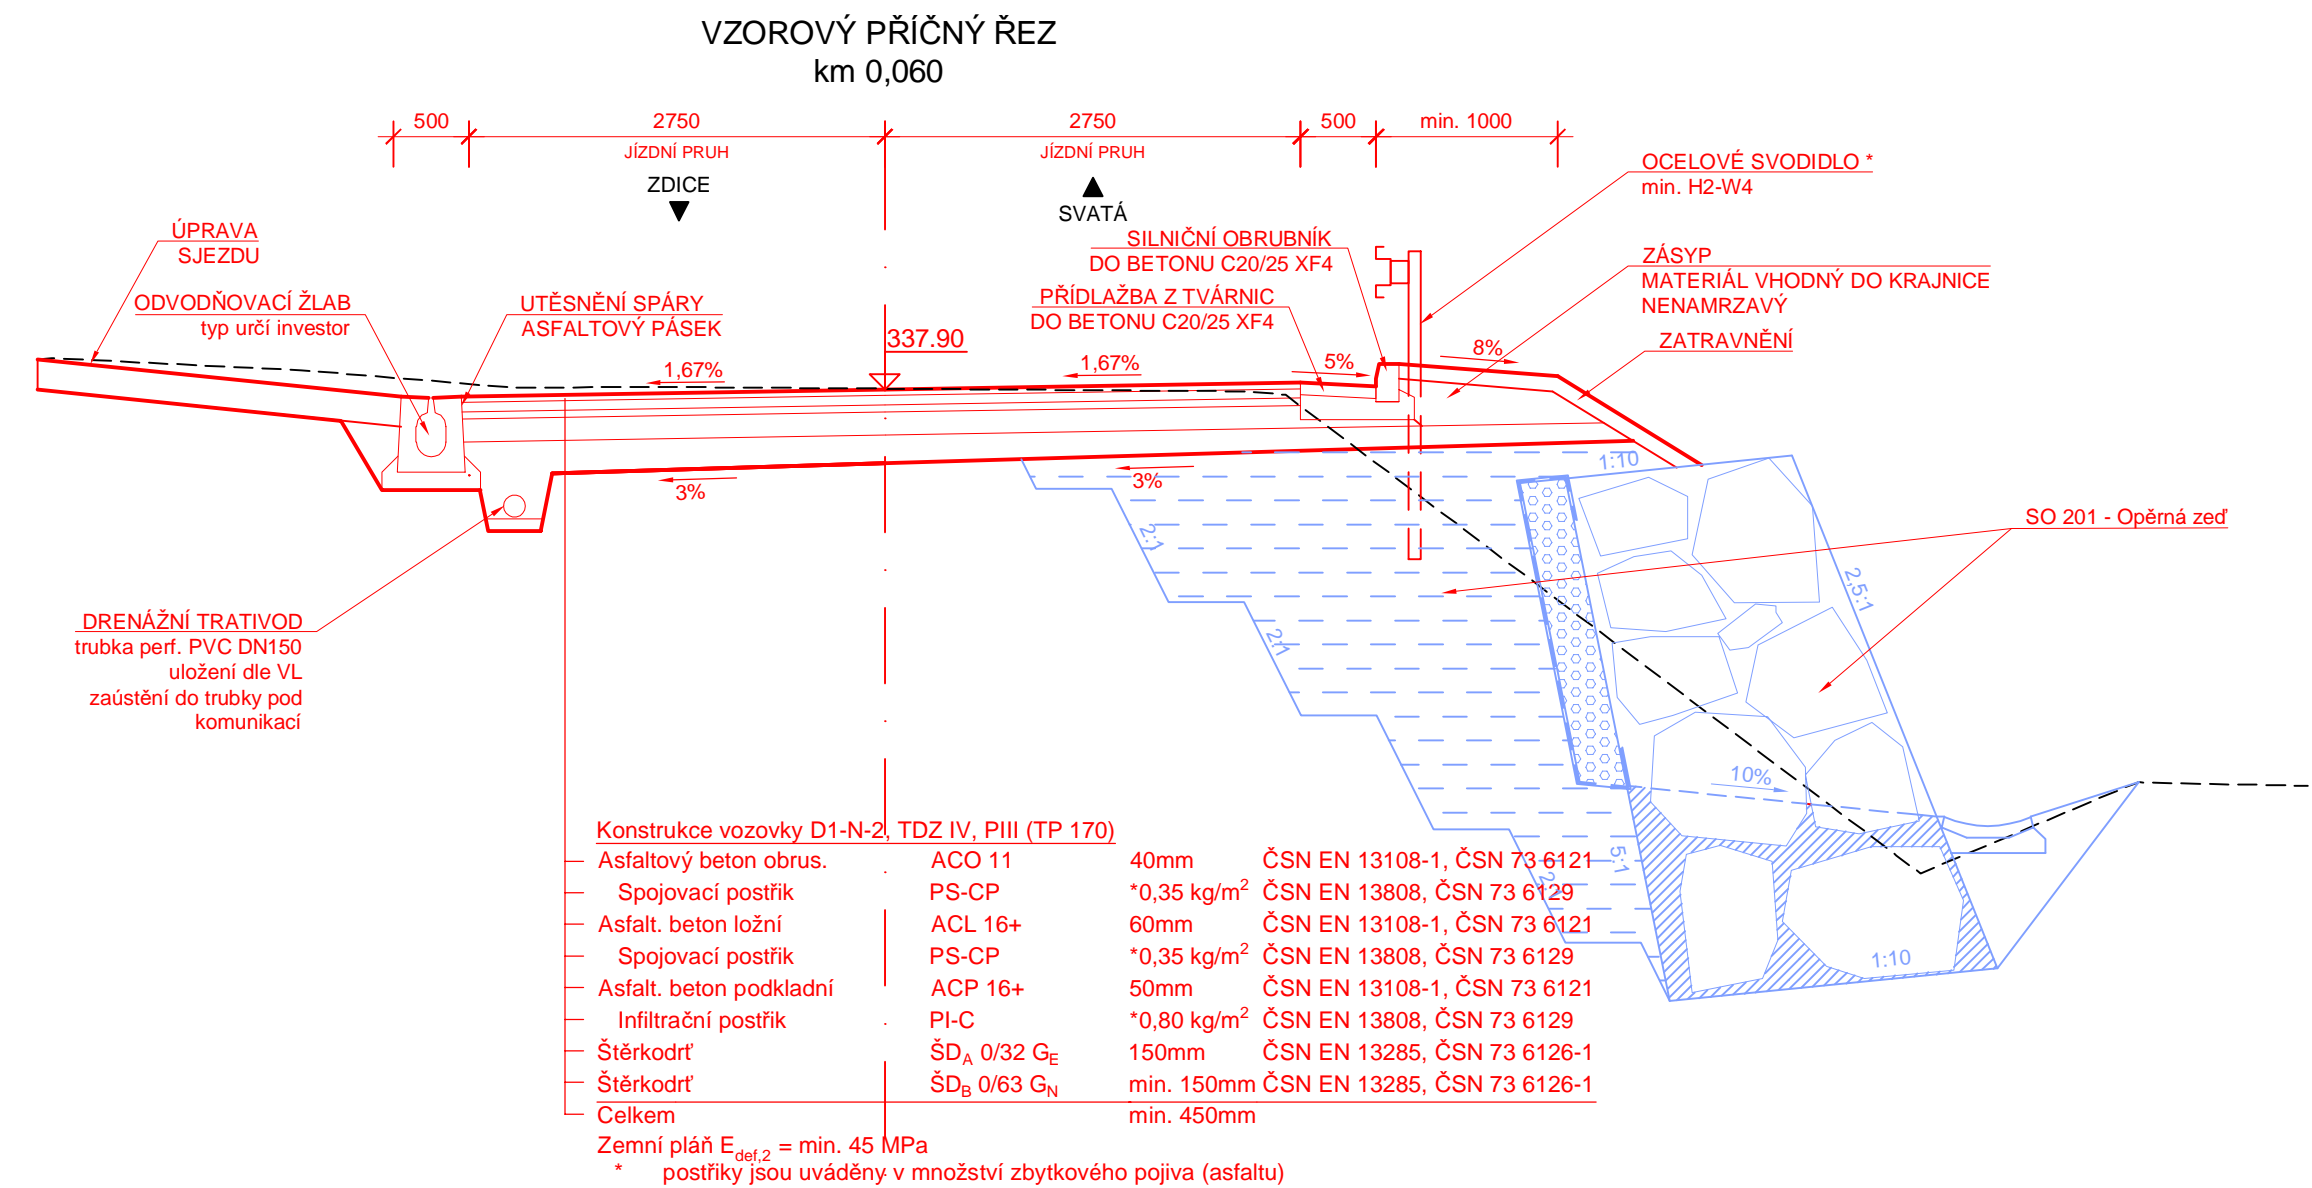 VZOROVÝ PŘÍČNÝ ŘEZ
km 0,060
500
2750
2750
500
min. 1000
JÍZDNÍ PRUH
JÍZDNÍ PRUH
ZDICE
SVATÁ
OCELOVÉ SVODIDLO *
min. H2-W4
ÚPRAVA
SJEZDU
SILNIČNÍ OBRUBNÍK
DO BETONU C20/25 XF4
ZÁSYP
MATERIÁL VHODNÝ DO KRAJNICE
NENAMRZAVÝ
ODVODŇOVACÍ ŽLAB
typ určí investor
UTĚSNĚNÍ SPÁRY
ASFALTOVÝ PÁSEK
PŘÍDLAŽBA Z TVÁRNIC
DO BETONU C20/25 XF4
ZATRAVNĚNÍ
337.90
1,67%
1,67%
5%
8%
3%
3%
1:10
2:1
2:1
2,5:1
SO 201 - Opěrná zeď
DRENÁŽNÍ TRATIVOD
trubka perf. PVC DN150
uložení dle VL
zaústění do trubky pod
komunikací
10%
5:1
1:10
Konstrukce vozovky D1-N-2, TDZ IV, PIII (TP 170)
Asfaltový beton obrus. ACO 11 40mm ČSN EN 13108-1, ČSN 73 6121
Spojovací postřik PS-CP *0,35 kg/m² ČSN EN 13808, ČSN 73 6129
Asfalt. beton ložní ACL 16+ 60mm ČSN EN 13108-1, ČSN 73 6121
Spojovací postřik PS-CP *0,35 kg/m² ČSN EN 13808, ČSN 73 6129
Asfalt. beton podkladní ACP 16+ 50mm ČSN EN 13108-1, ČSN 73 6121
Infiltrační postřik PI-C *0,80 kg/m² ČSN EN 13808, ČSN 73 6129
Štěrkodrť ŠDA 0/32 GE 150mm ČSN EN 13285, ČSN 73 6126-1
Štěrkodrť ŠDB 0/63 GN min. 150mm ČSN EN 13285, ČSN 73 6126-1
Celkem min. 450mm
Zemní pláň Edef,2 = min. 45 MPa
* postřiky jsou uváděny v množství zbytkového pojiva (asfaltu)